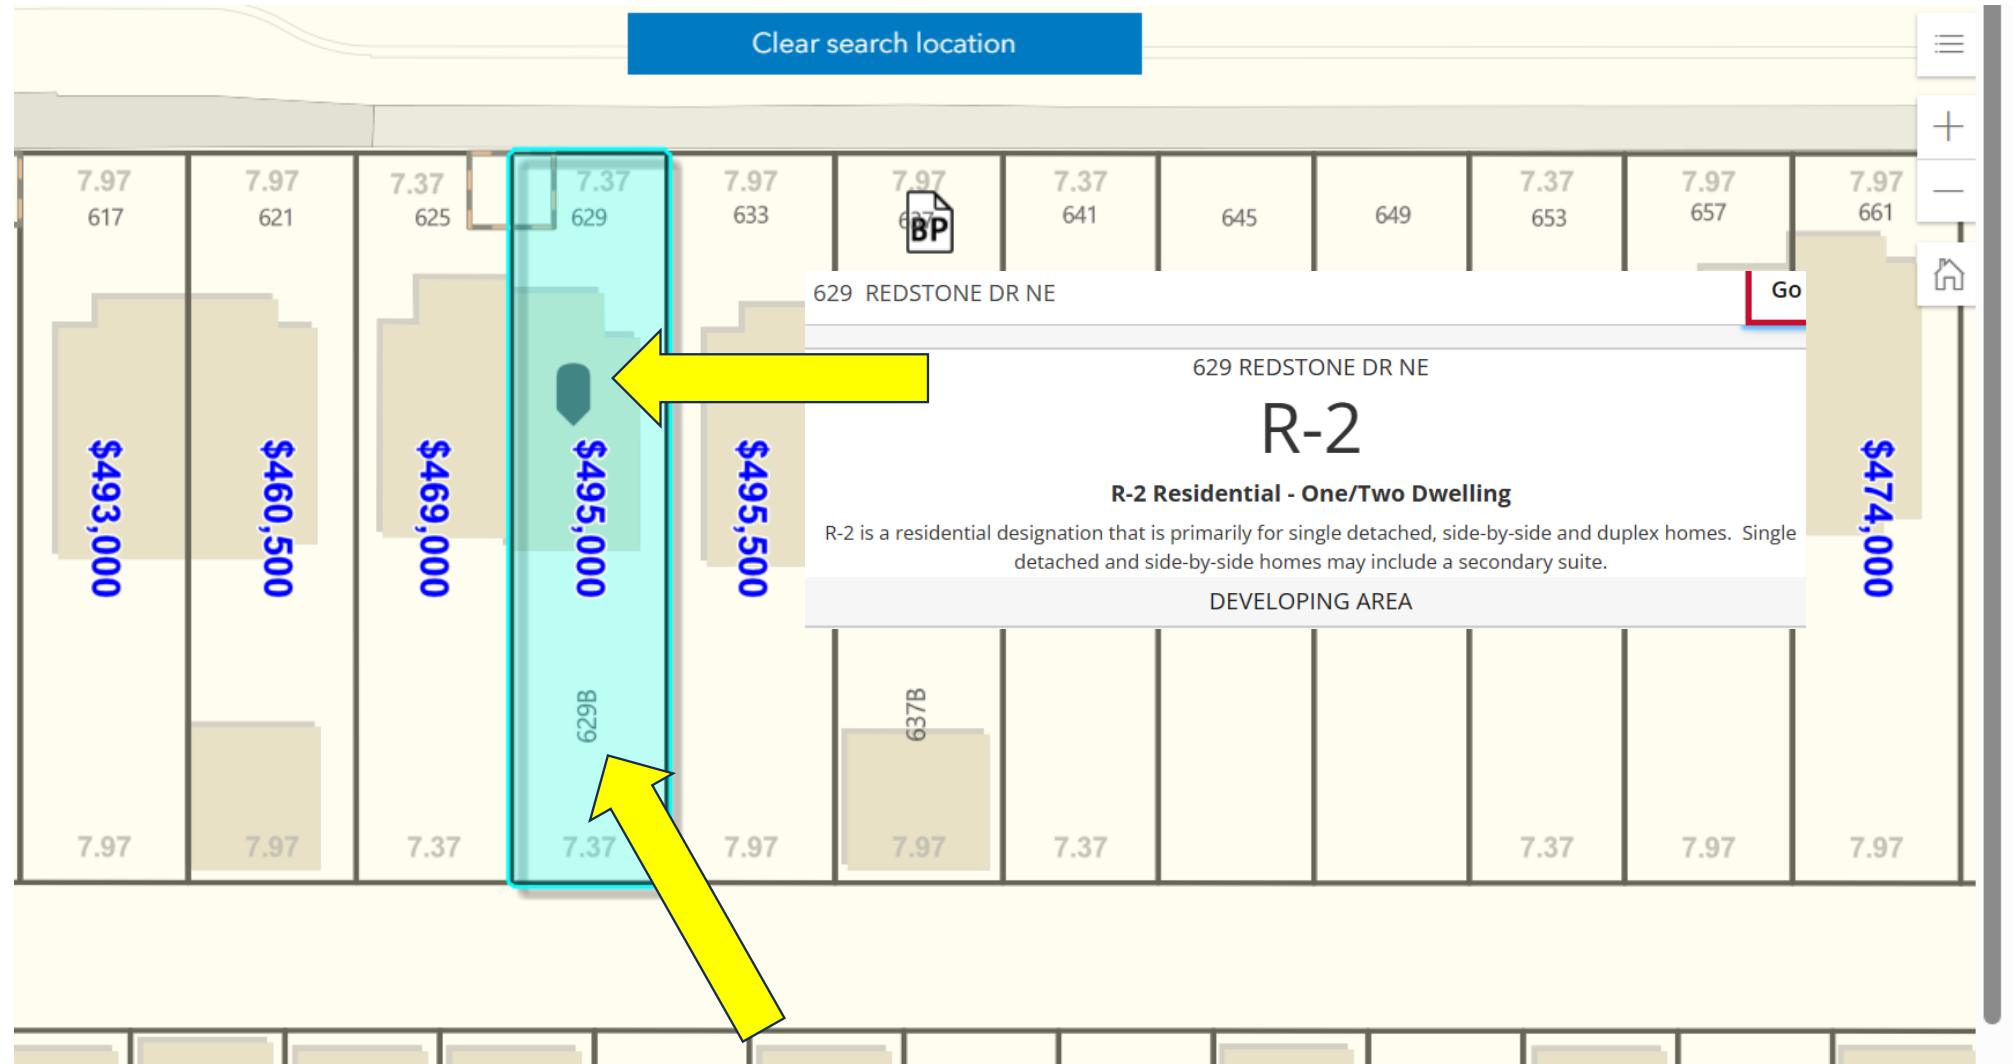 Clear search location
7.97 7.97 7.37 7.37 7.97 7.97 7.37 7.37 7.97 7.97
617 621 625 629 633 637 641 645 649 653 657 661
BP
629 REDSTONE DR NE
Go
629 REDSTONE DR NE
R-2
R-2 Residential - One/Two Dwelling
R-2 is a residential designation that is primarily for single detached, side-by-side and duplex homes. Single
detached and side-by-side homes may include a secondary suite.
DEVELOPING AREA
$493,000
$460,500
$469,000
$495,000
$495,500
$474,000
629B
637B
7.97 7.97 7.37 7.37 7.97 7.97 7.37 7.37 7.97 7.97